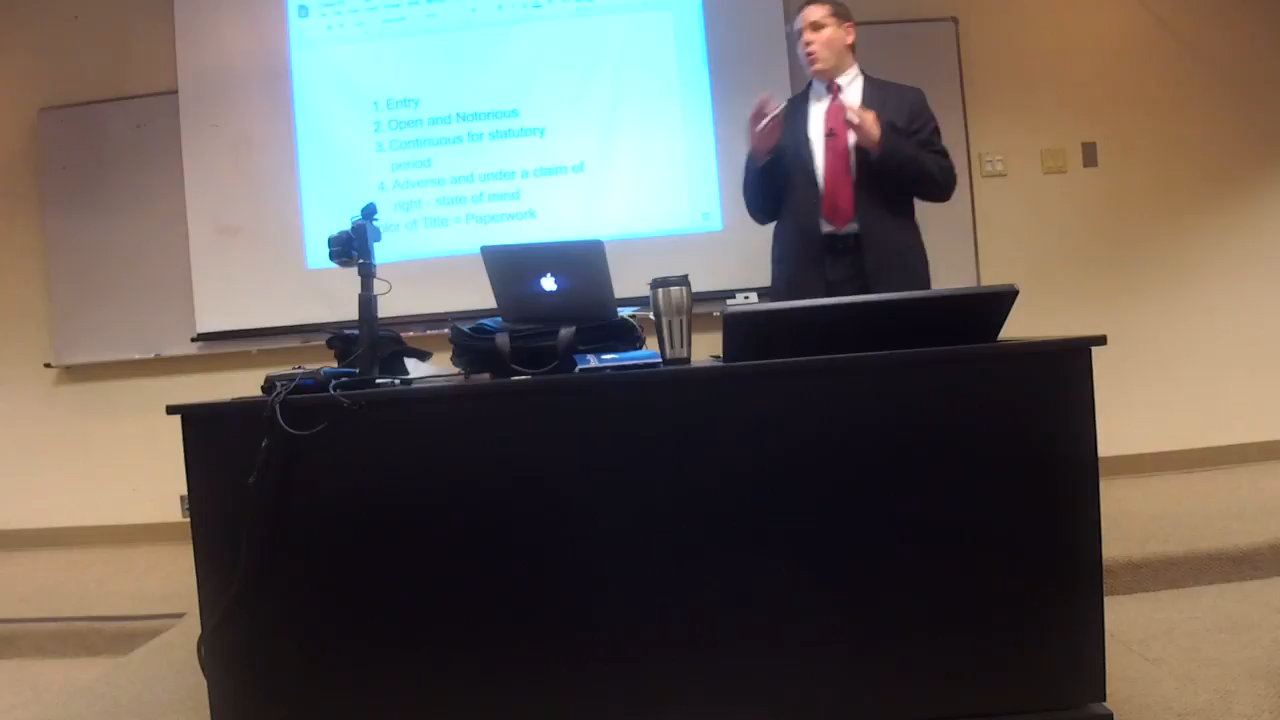 1. Entry
2. Open and Notorious
3. Continuous for statutory
period
4. Adverse and under a claim of
right - state of mind
of Title = Paperwork